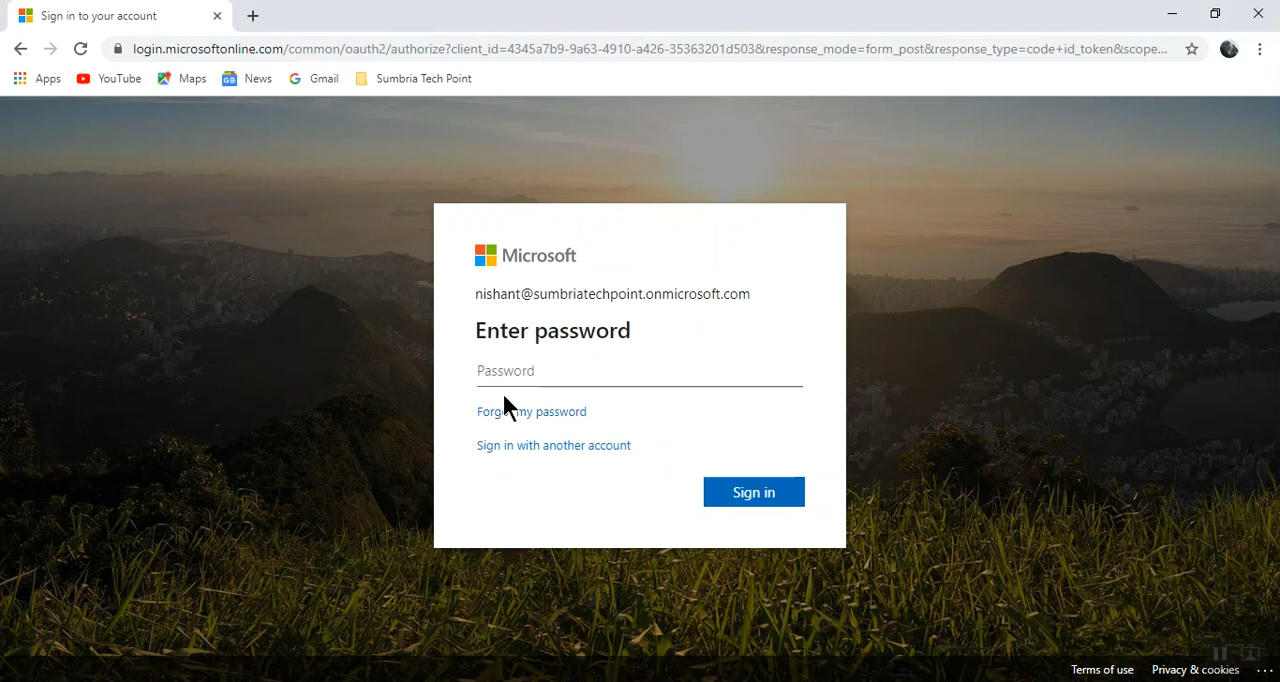 Sign in to your account
login.microsoftonline.com/common/oauth2/authorize?client_id=4345a7b9-9a63-4910-a426-35363201d503&response_mode=form_post&response_type=code+id_token&scope...
Apps YouTube Maps News Gmail Sumbria Tech Point
Microsoft
nishant@sumbriatechpoint.onmicrosoft.com
Enter password
Password
Forgot my password
Sign in with another account
Sign in
Terms of use Privacy & cookies ...